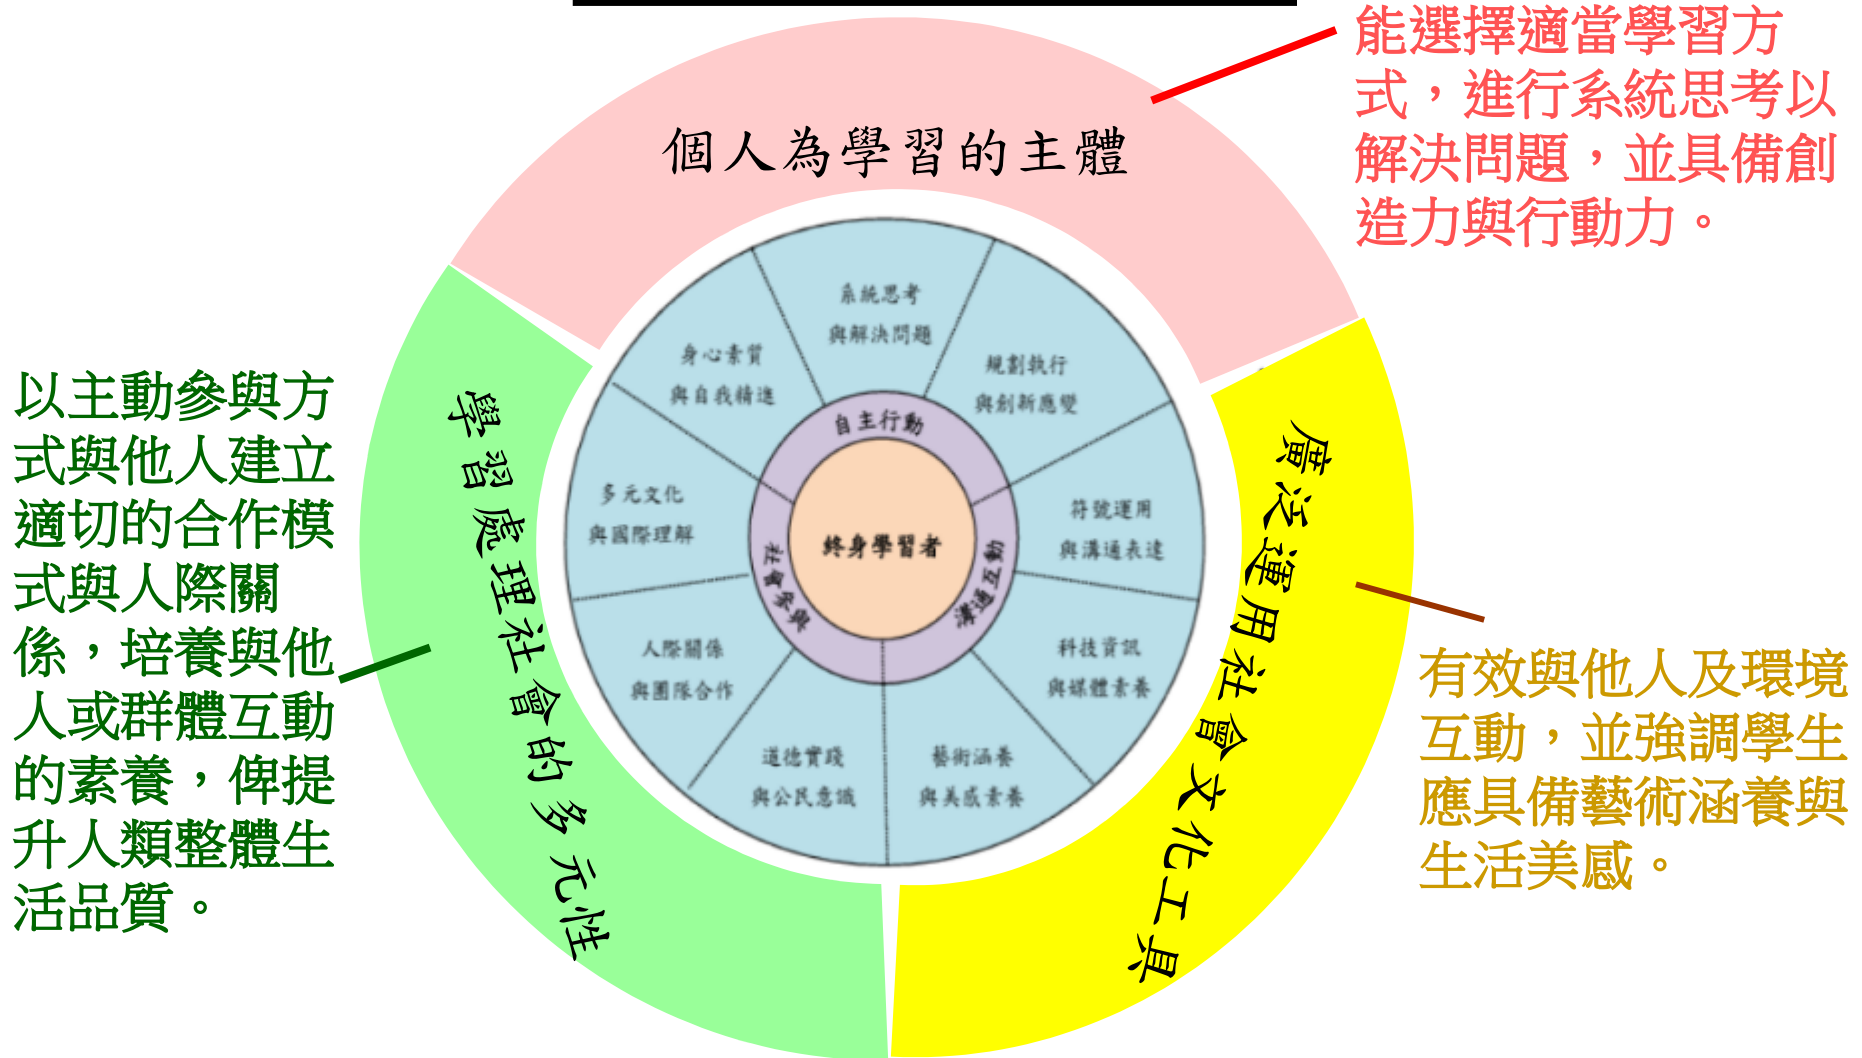 能選擇適當學習方
式，進行系統思考以
解決問題，並具備創
造力與行動力。
個人為學習的主體
系統思考
與解決問題
身心素質
與自我精進
規劃執行
與創新應變
自主行動
以主動參與方
式與他人建立
適切的合作模
式與人際關
係，培養與他
人或群體互動
的素養，俾提
升人類整體生
活品質。
學習處理社會的多元性
多元文化
與國際理解
符號運用
與溝通表達
終身學習者
社會參與
溝通互動
廣泛運用社會文化工具
人際關係
與團隊合作
科技資訊
與媒體素養
道德實踐
與公民意識
藝術涵養
與美感素養
有效與他人及環境
互動，並強調學生
應具備藝術涵養與
生活美感。